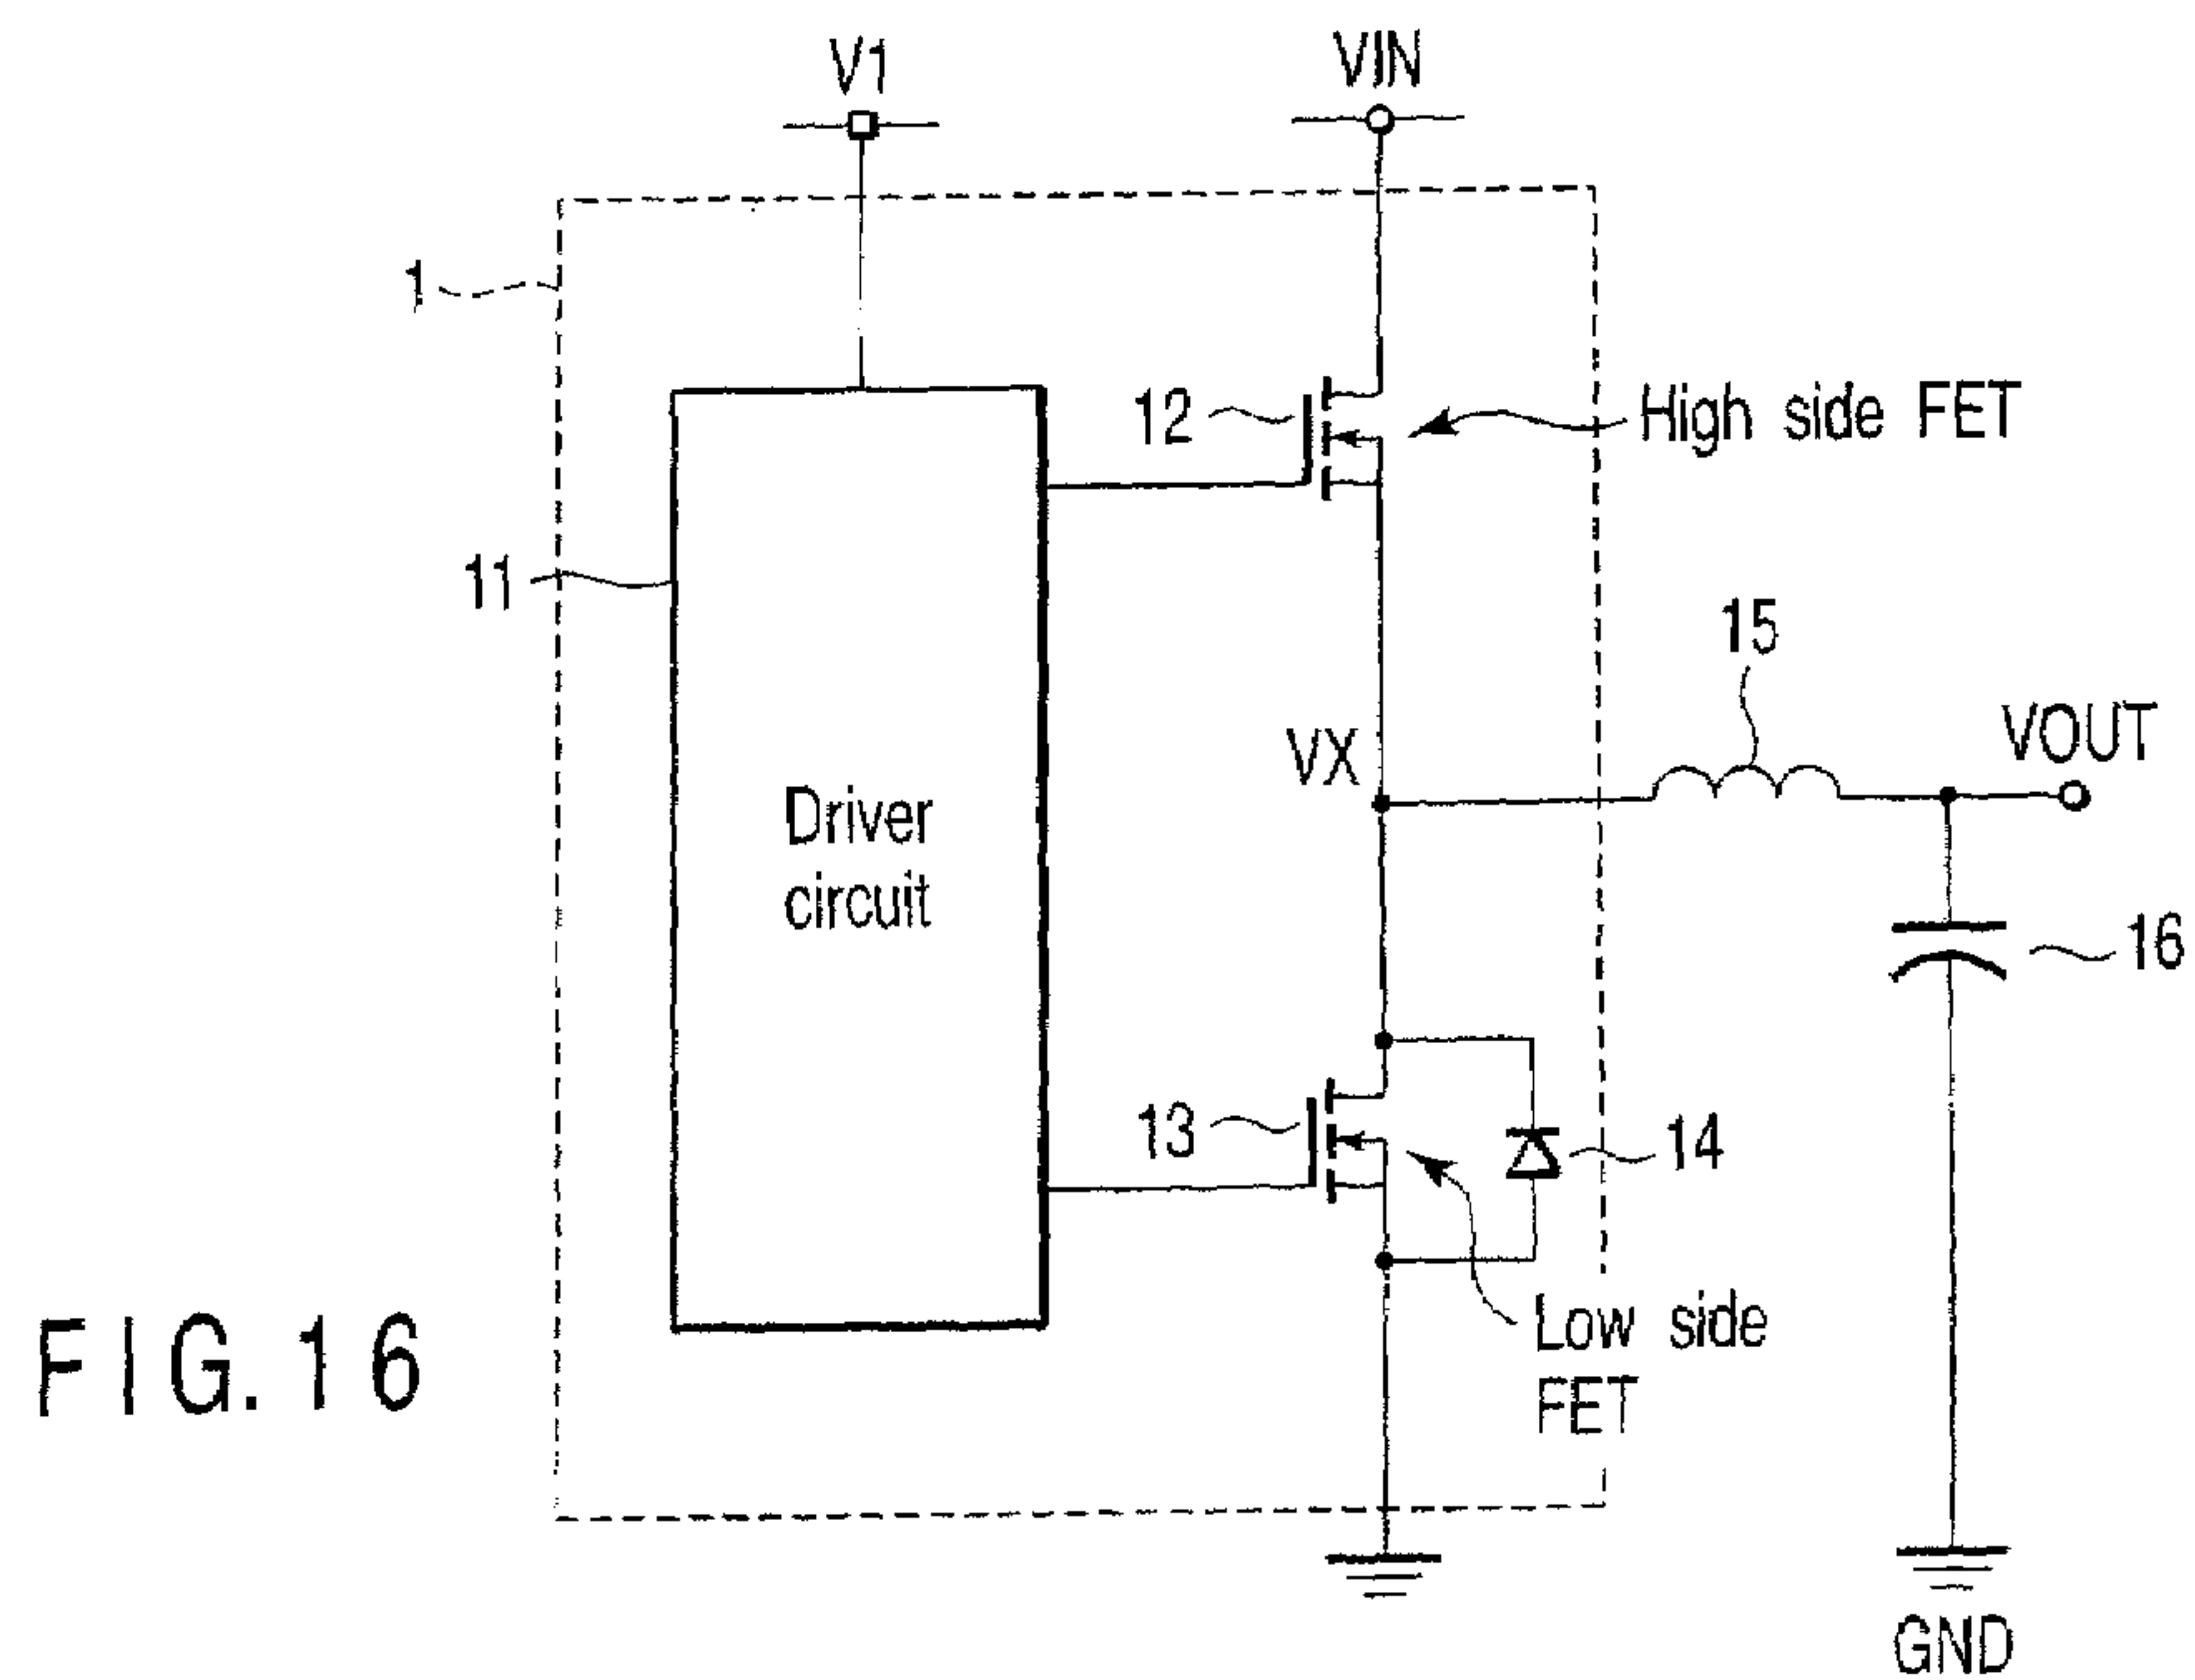 V1
VIN
1
12
High side FET
11
15
VX
VOUT
Driver
circuit
16
13
14
Low side
FET
FIG.16
GND